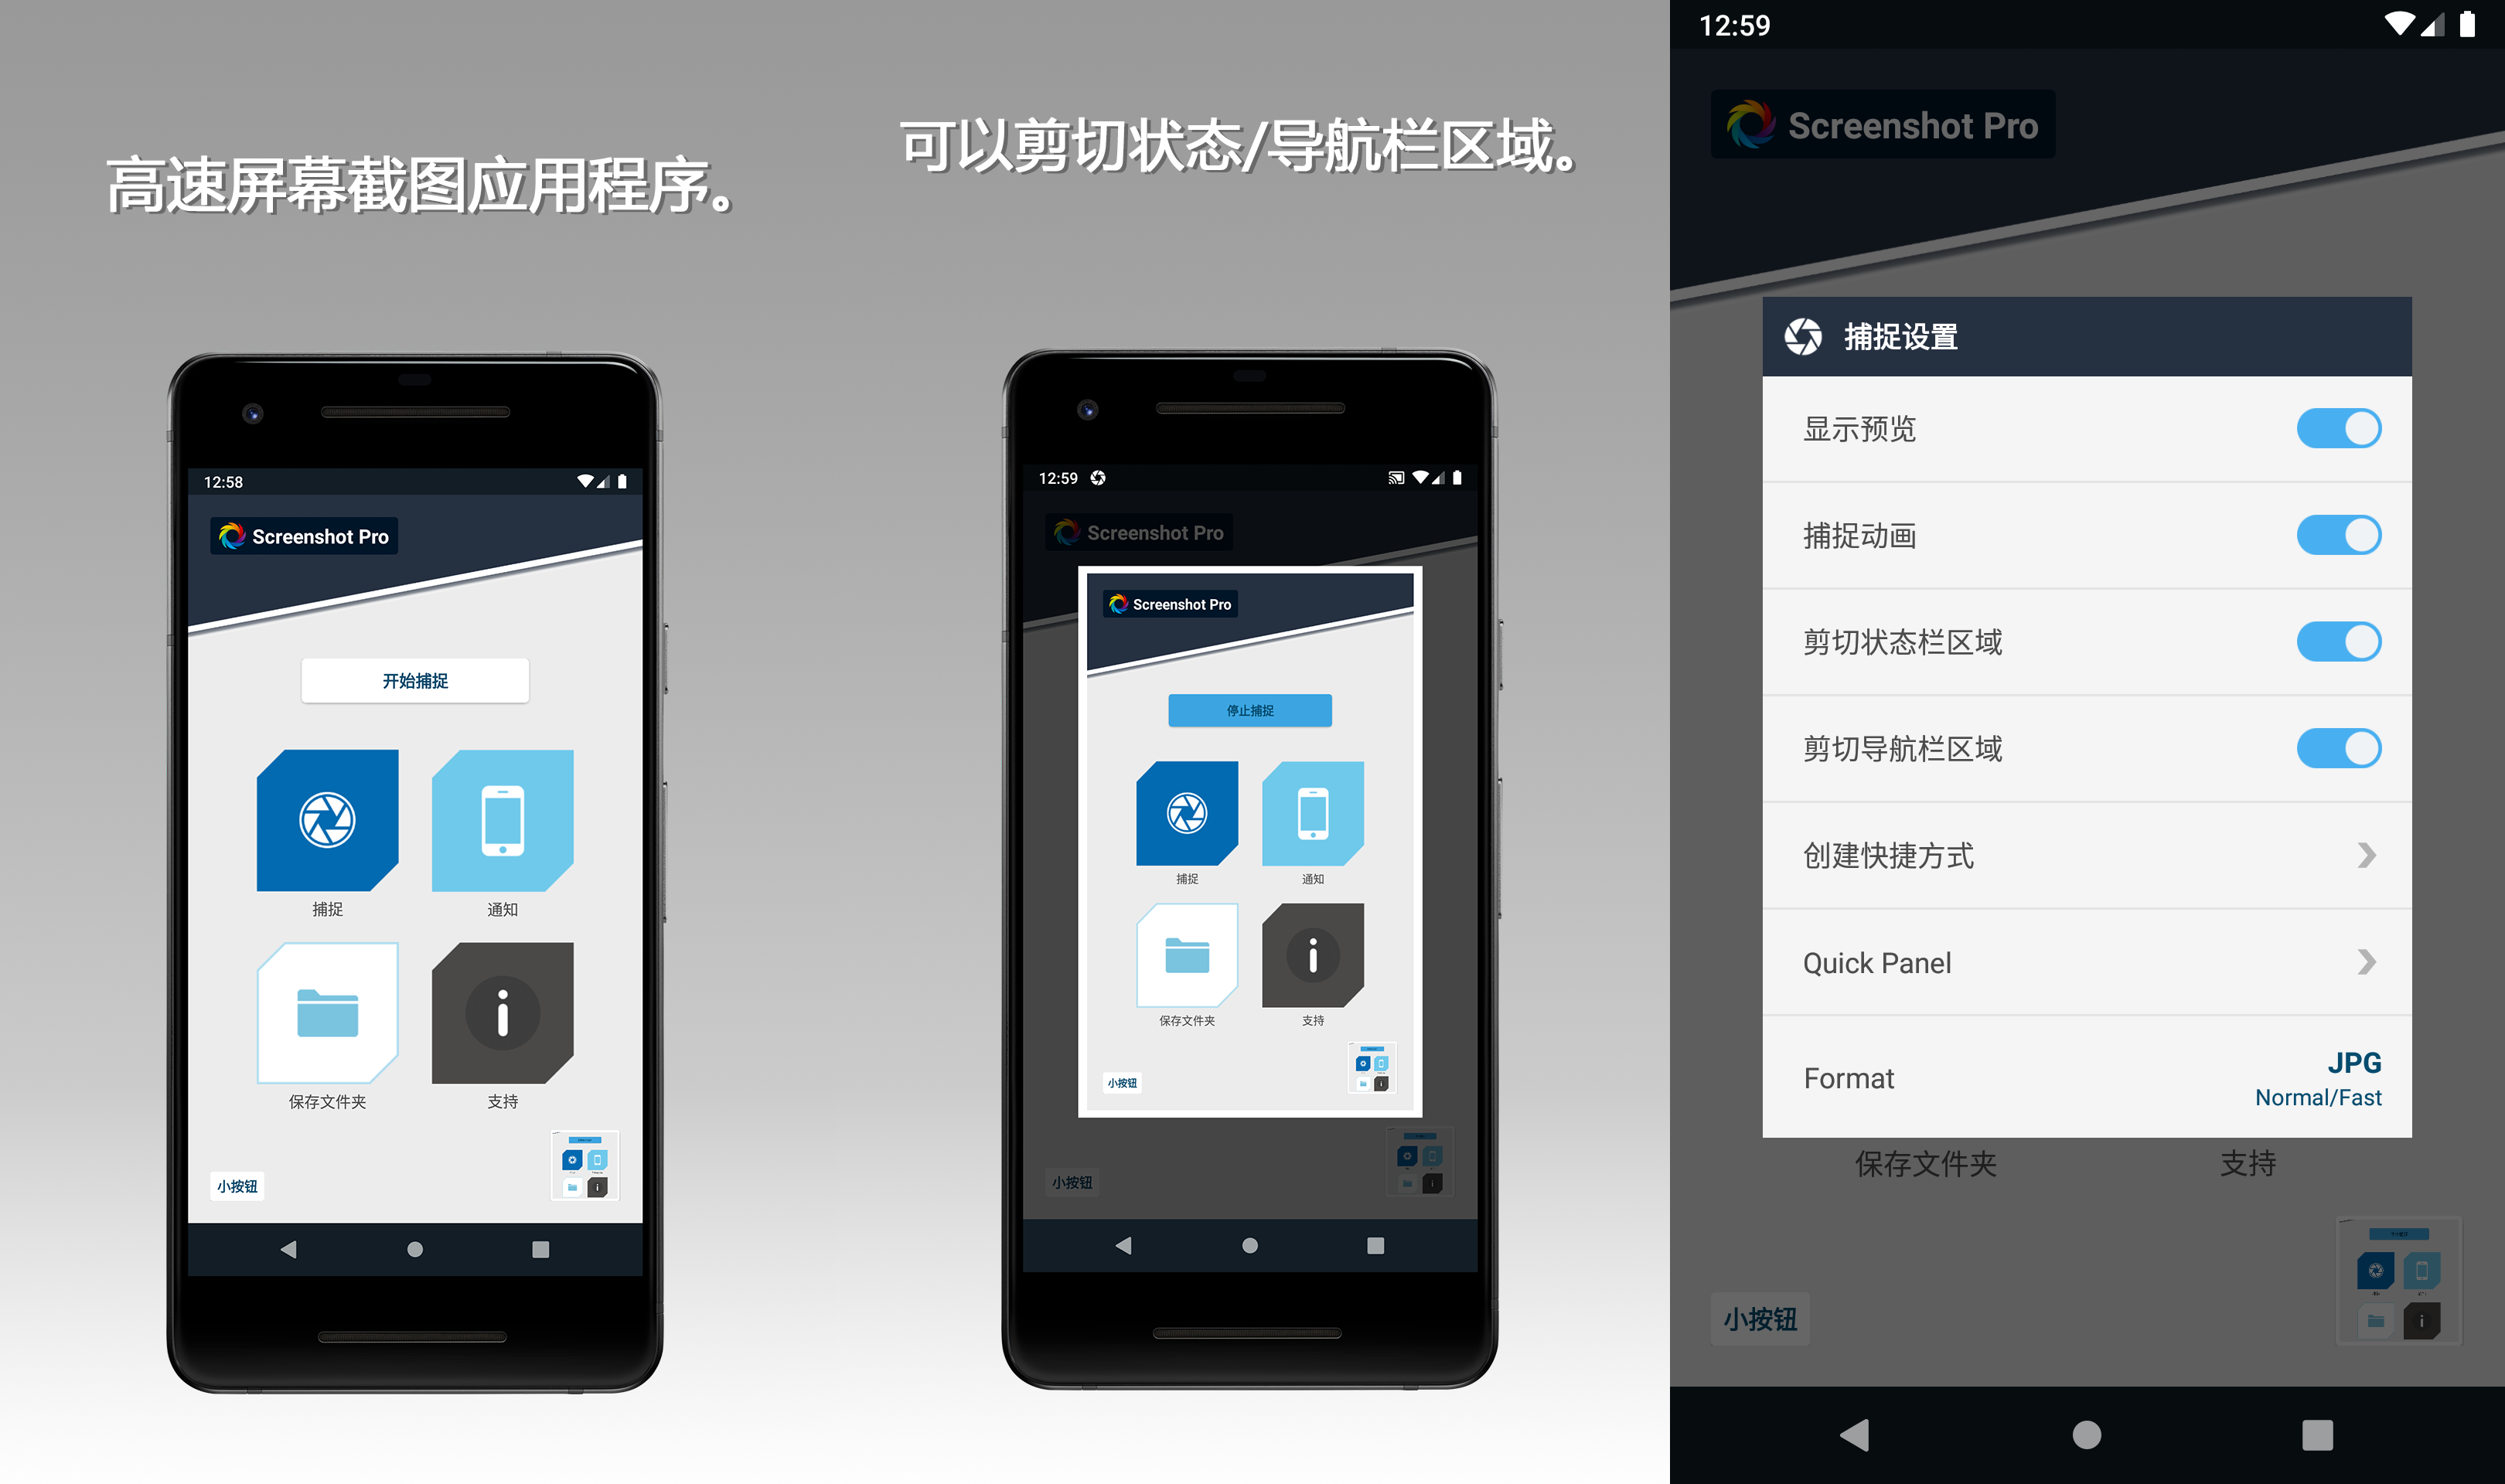 高速屏幕截图应用程序。
12:58
Screenshot Pro
开始捕捉
捕捉
通知
保存文件夹
支持
小按钮
可以剪切状态/导航栏区域。
12:59
Screenshot Pro
Screenshot Pro
停止捕捉
捕捉
通知
保存文件夹
支持
小按钮
小按钮
12:59
Screenshot Pro
捕捉设置
显示预览
捕捉动画
剪切状态栏区域
剪切导航栏区域
创建快捷方式
Quick Panel
Format
JPG
Normal/Fast
保存文件夹
支持
小按钮